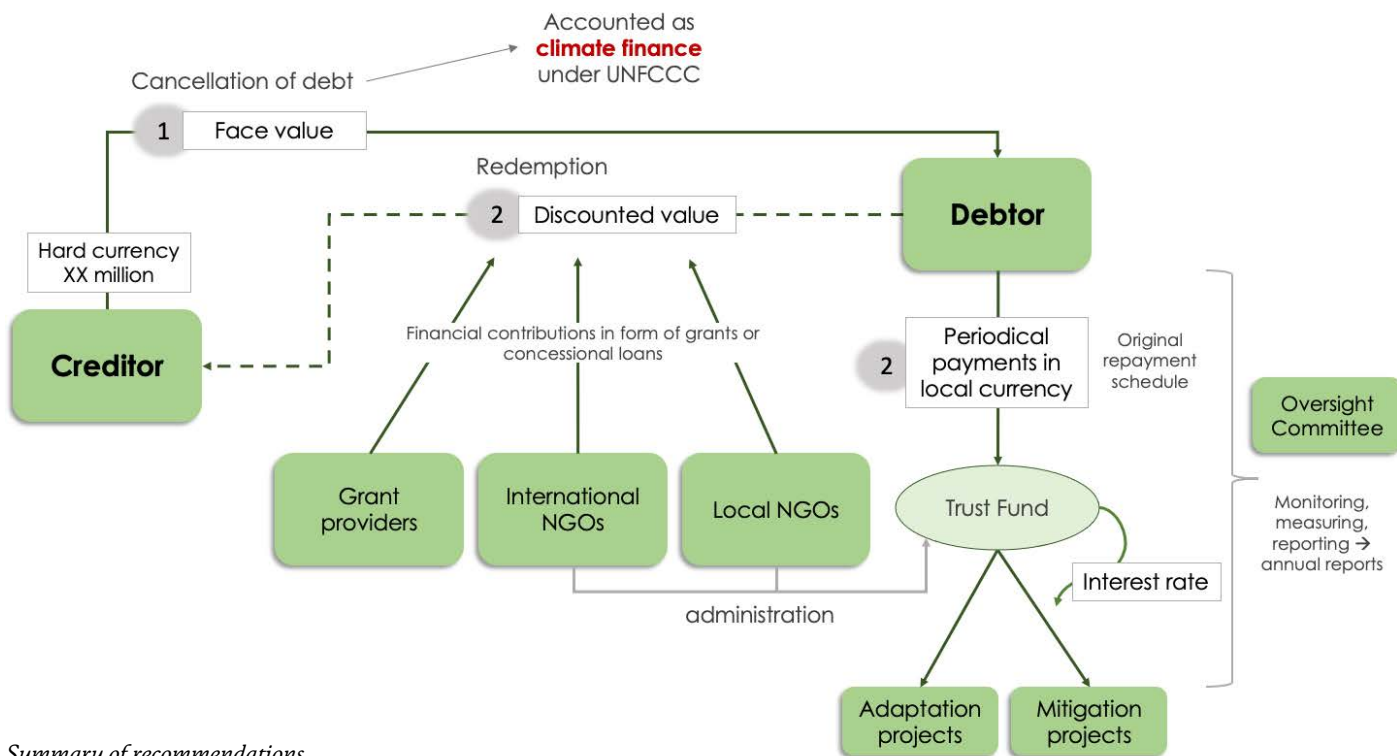 Accounted as
climate finance
under UNFCCC
Cancellation of debt
1
Face value
Redemption
2
Discounted value
Debtor
Hard currency
XX million
Creditor
Financial contributions in form of grants or
concessional loans
2
Periodical
payments in
local currency
Original
repayment
schedule
Oversight
Committee
Grant
providers
International
NGOs
Local NGOs
Trust Fund
Monitoring,
measuring,
reporting →
annual reports
Interest rate
administration
Adaptation
projects
Mitigation
projects
Summary of recommendations